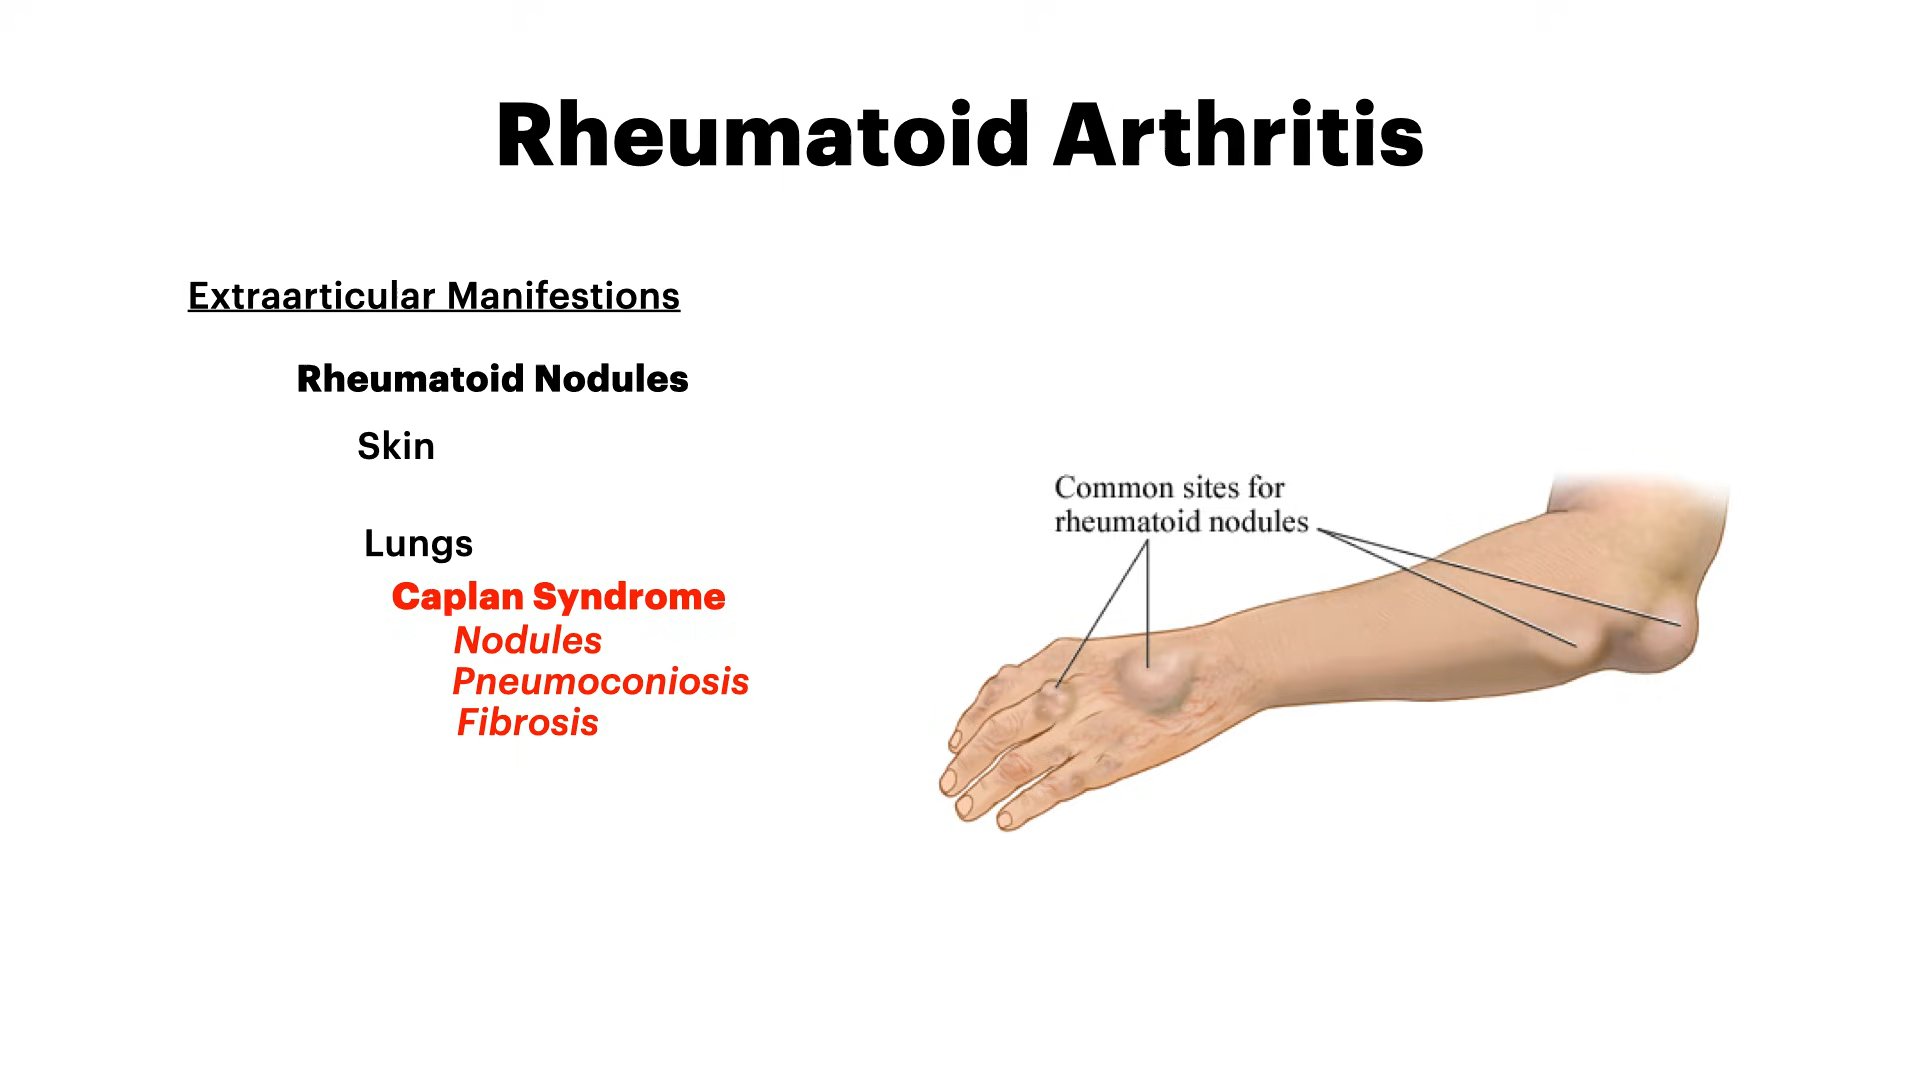 Rheumatoid Arthritis
Extraarticular Manifestions
Rheumatoid Nodules
Skin
Lungs
Caplan Syndrome
Nodules
Pneumoconiosis
Fibrosis
Common sites for
rheumatoid nodules